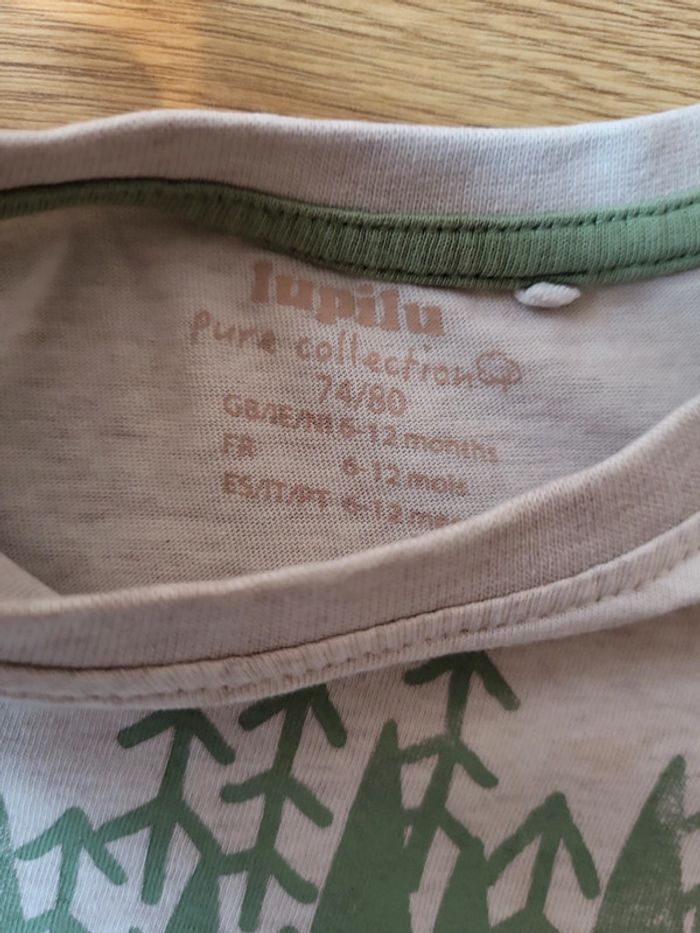 lupilu
pure collection
74/80
GB/IE/NI 6-12 months
FR 6-12 mois
ES/IT/PT 6-12